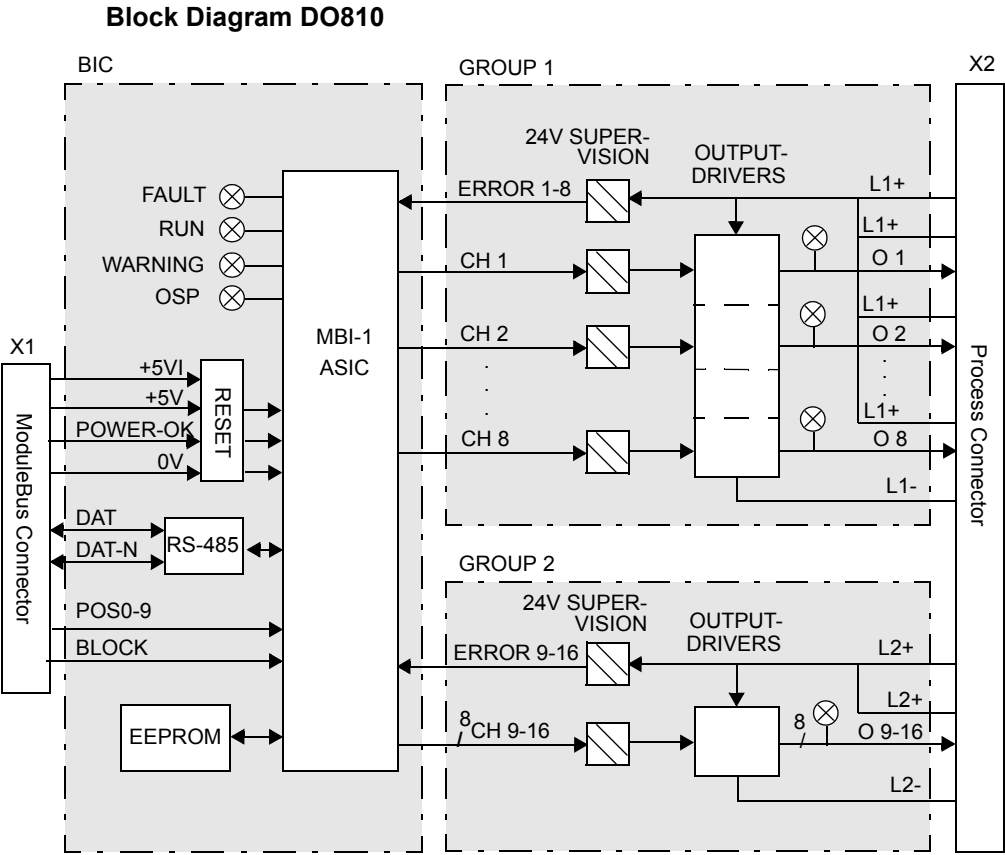 Block Diagram DO810
BIC
GROUP 1
X2
24V SUPER-
VISION
OUTPUT-
DRIVERS
FAULT
RUN
WARNING
OSP
ERROR 1-8
L1+
L1+
CH 1
O 1
L1+
CH 2
O 2
.
.
.
.
.
.
L1+
CH 8
O 8
L1-
MBI-1
ASIC
X1
ModuleBus Connector
+5VI
+5V
POWER-OK
0V
RESET
DAT
DAT-N
RS-485
POS0-9
BLOCK
EEPROM
Process Connector
GROUP 2
24V SUPER-
VISION
OUTPUT-
DRIVERS
ERROR 9-16
L2+
L2+
8
CH 9-16
8
O 9-16
L2-